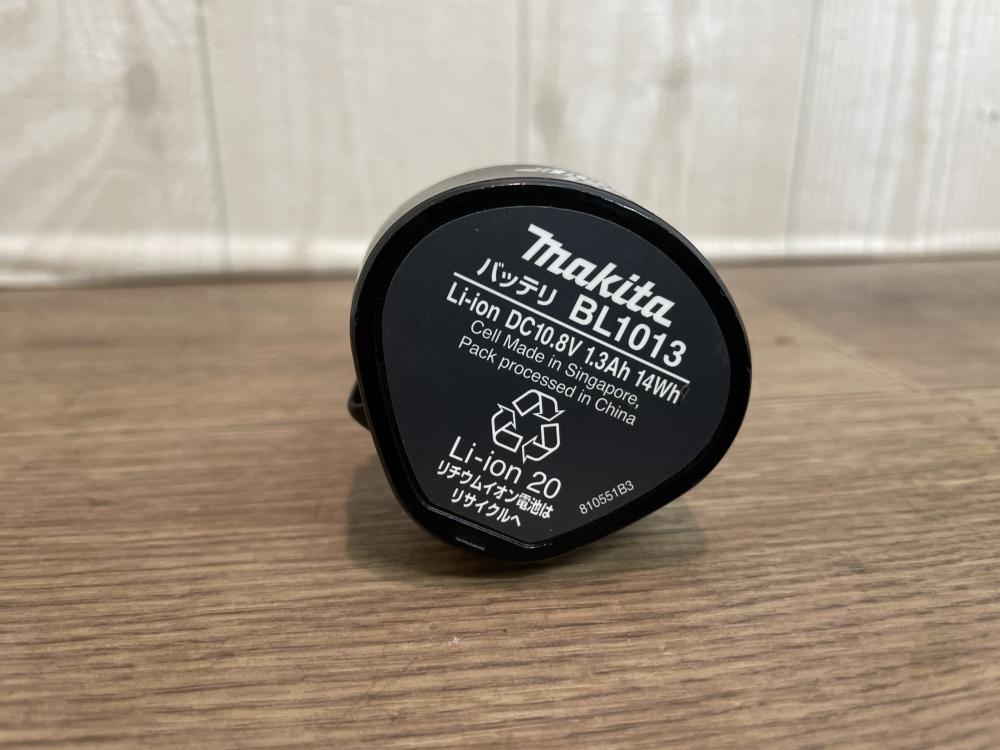 makita
バッテリ BL1013
Li-ion DC10.8V 1.3Ah 14Wh
Cell Made in Singapore,
Pack processed in China
Li-ion 20
リチウムイオン電池は
リサイクルへ
810551B3